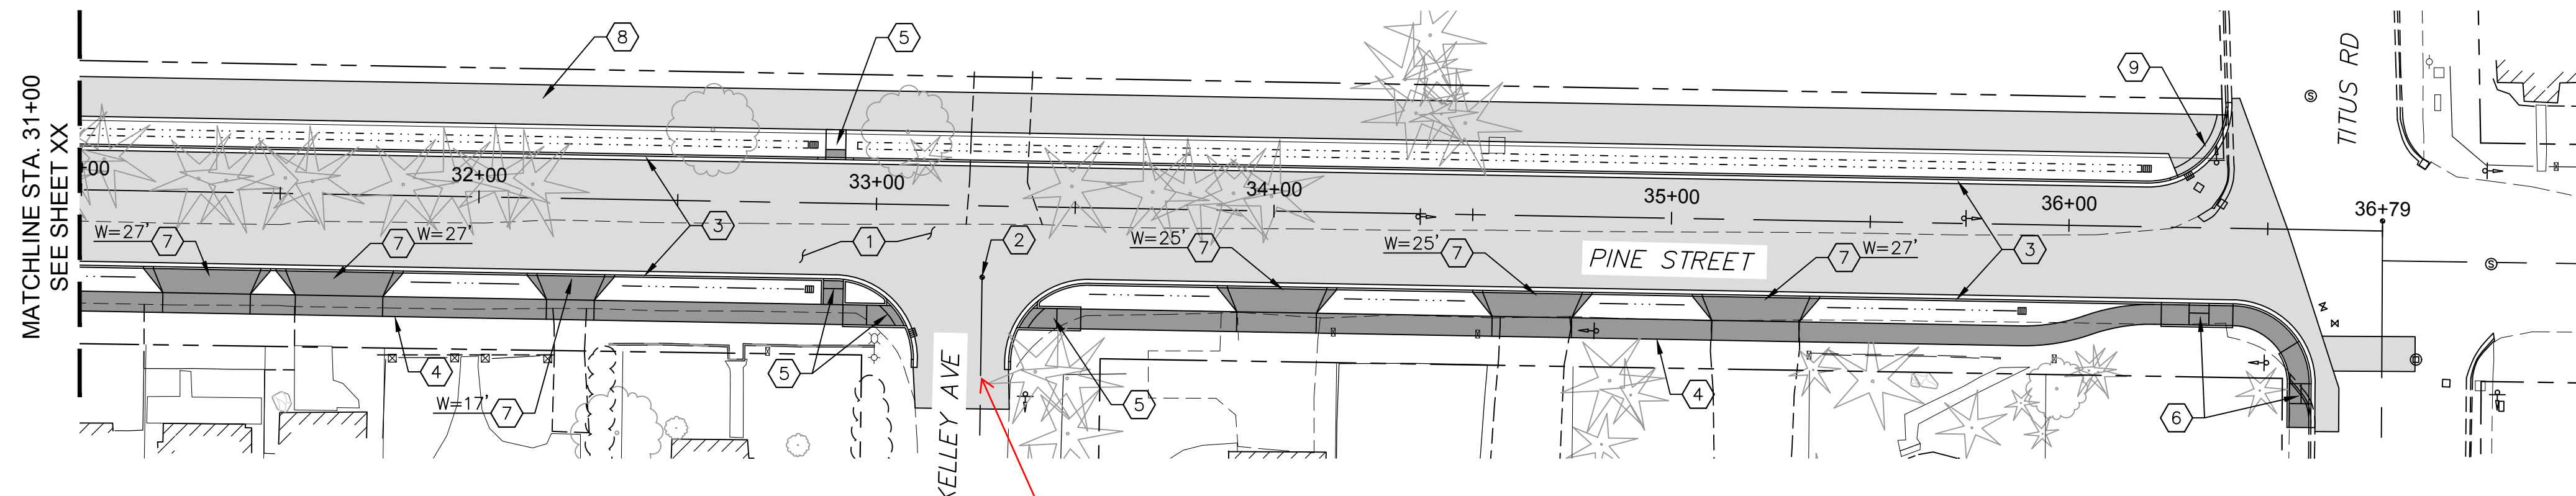 MATCHLINE STA. 31+00
SEE SHEET XX
8
5
9
TITUS RD
+00
32+00
33+00
34+00
35+00
36+00
36+79
W=27'
7
7
W=27'
3
1
2
W=25'
7
W=25'
7
PINE STREET
7
W=27'
3
4
W=17'
7
5
KELLEY AVE
5
4
6
S
S